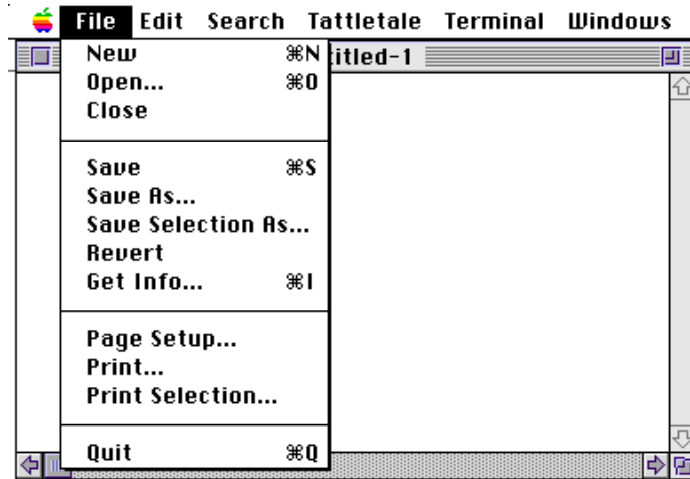 File Edit Search Tattletale Terminal Windows
itled-1
New ⌘N
Open... ⌘O
Close
Save ⌘S
Save As...
Save Selection As...
Revert
Get Info... ⌘I
Page Setup...
Print...
Print Selection...
Quit ⌘Q